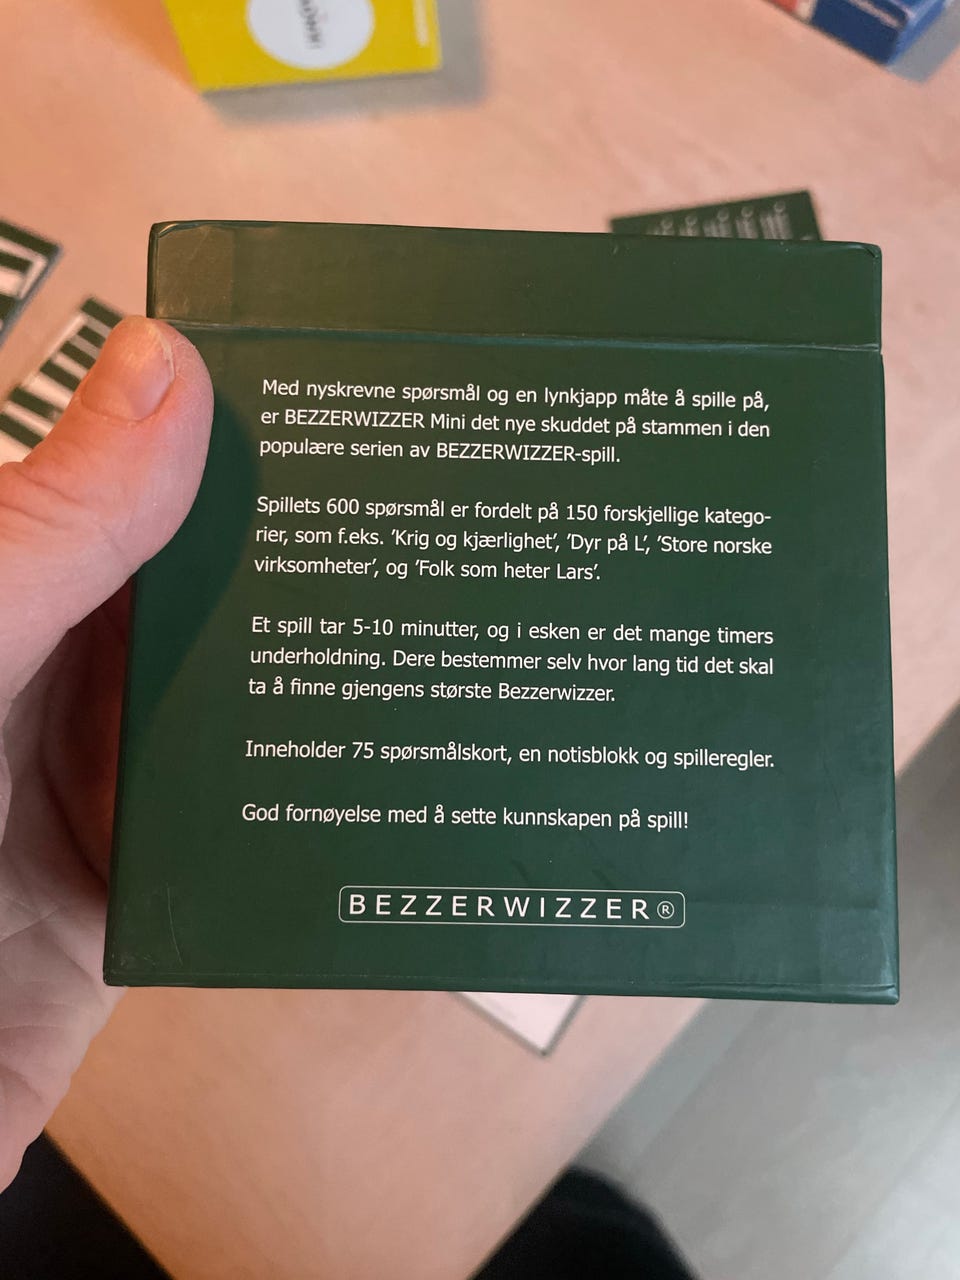 Med nyskrevne spørsmål og en lynkjapp måte å spille på,
er BEZZERWIZZER Mini det nye skuddet på stammen i den
populære serien av BEZZERWIZZER-spill.
Spillets 600 spørsmål er fordelt på 150 forskjellige katego-
rier, som f.eks. ’Krig og kjærlighet’, ’Dyr på L’, ’Store norske
virksomheter’, og ’Folk som heter Lars’.
Et spill tar 5-10 minutter, og i esken er det mange timers
underholdning. Dere bestemmer selv hvor lang tid det skal
ta å finne gjengens største Bezzerwizzer.
Inneholder 75 spørsmålskort, en notisblokk og spilleregler.
God fornøyelse med å sette kunnskapen på spill!
BEZZERWIZZER®